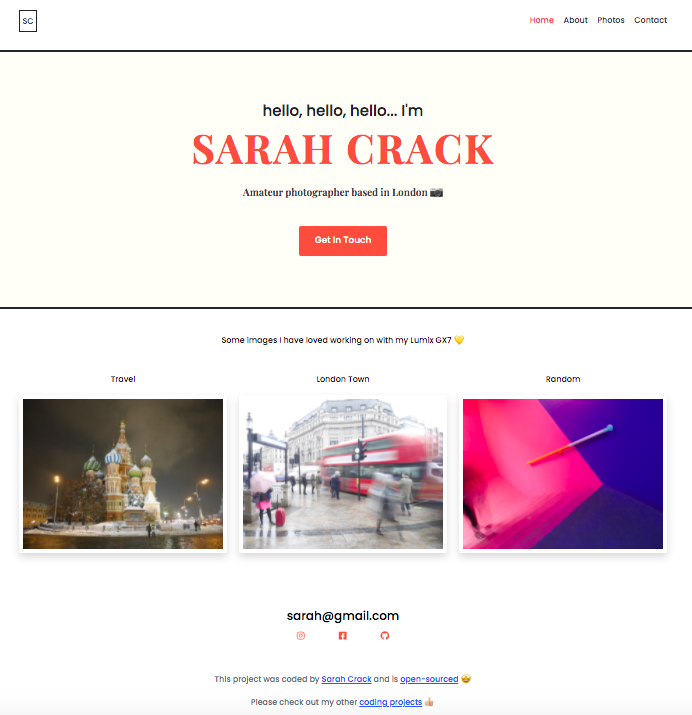 SC
Home About Photos Contact
hello, hello, hello... I'm
SARAH CRACK
Amateur photographer based in London 📷
Get In Touch
Some images I have loved working on with my Lumix GX7 💛
Travel London Town Random
sarah@gmail.com
This project was coded by Sarah Crack and is open-sourced 🤩
Please check out my other coding projects 👍🏼